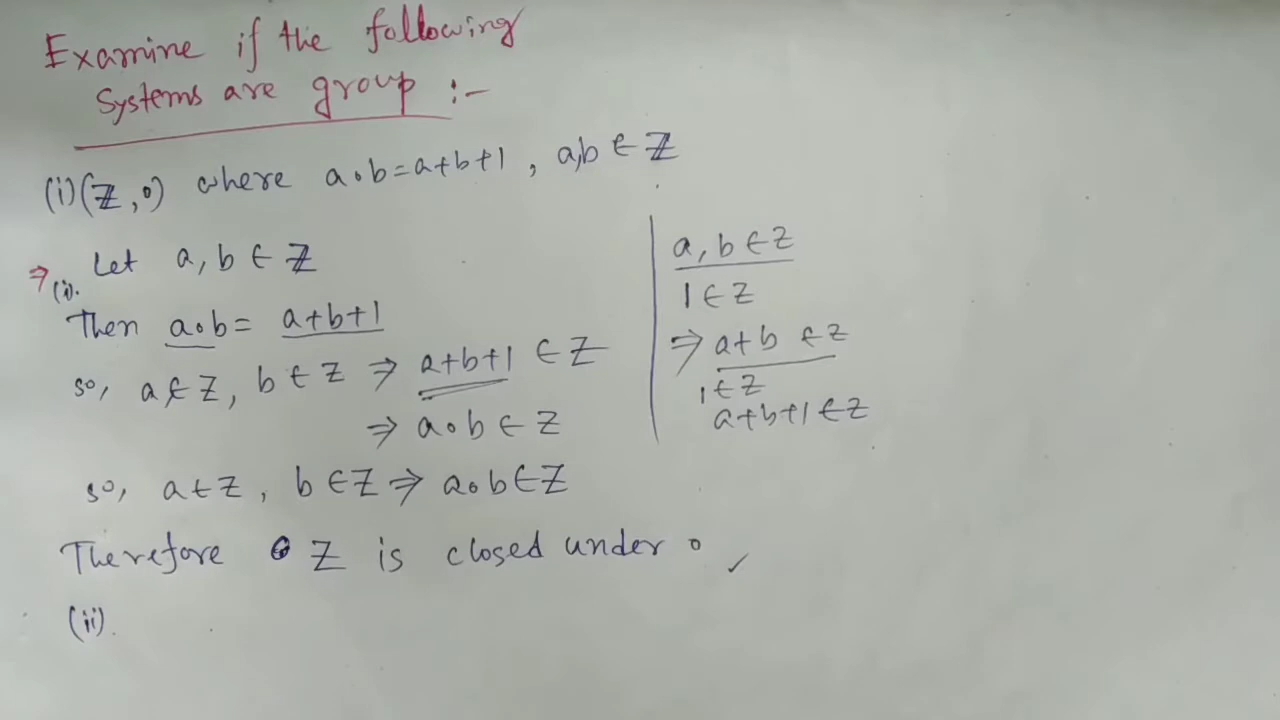 Examine if the following
Systems are group :-
(i) (ℤ, o) where a o b = a+b+1 , a,b ∈ ℤ
⇒ (i). Let a, b ∈ ℤ
Then a o b = a+b+1
so, a ∈ Z, b ∈ Z ⇒ a+b+1 ∈ Z
⇒ a o b ∈ Z
so, a ∈ Z, b ∈ Z ⇒ a o b ∈ Z
Therefore Z is closed under o ✓
(ii).
a, b ∈ Z
1 ∈ Z
⇒ a+b ∈ Z
1 ∈ Z
a+b+1 ∈ Z